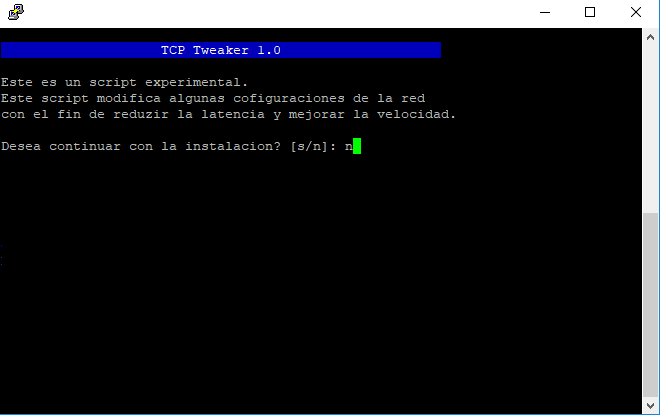 TCP Tweaker 1.0
Este es un script experimental.
Este script modifica algunas cofiguraciones de la red
con el fin de reduzir la latencia y mejorar la velocidad.
Desea continuar con la instalacion? [s/n]: n